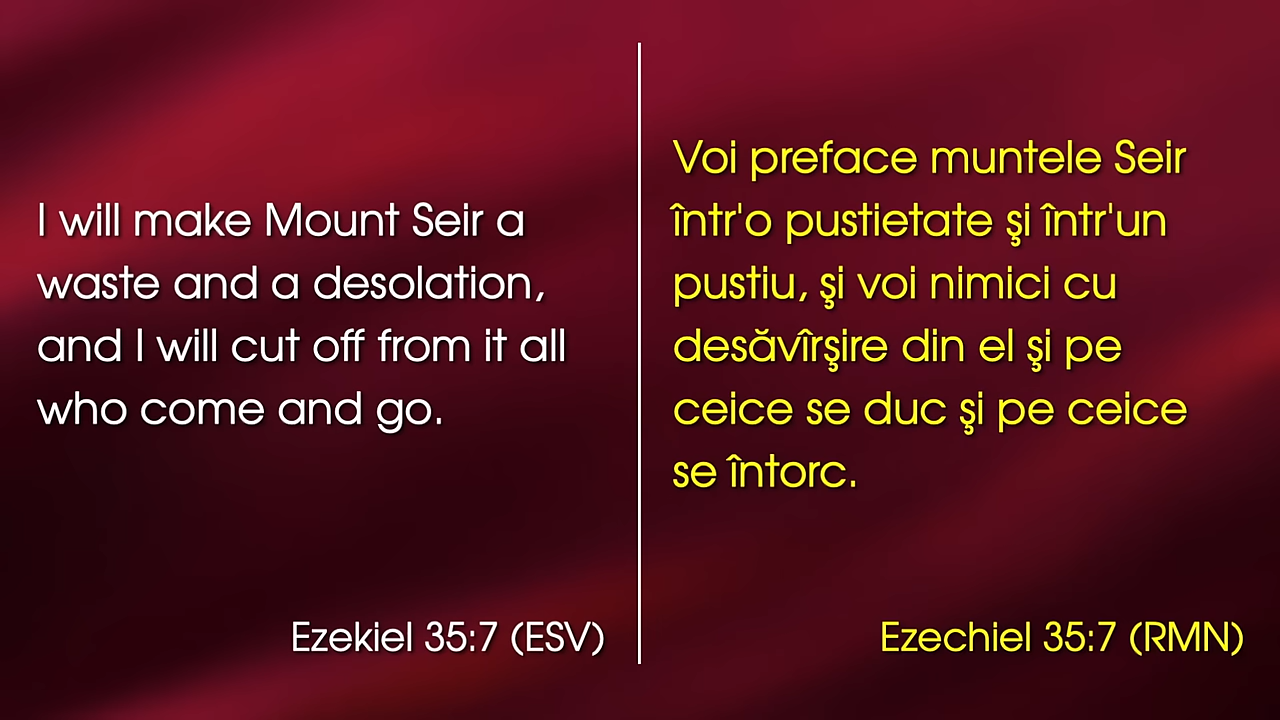 I will make Mount Seir a
waste and a desolation,
and I will cut off from it all
who come and go.
Ezekiel 35:7 (ESV)
Voi preface muntele Seir
într'o pustietate şi într'un
pustiu, şi voi nimici cu
desăvîrşire din el şi pe
ceice se duc şi pe ceice
se întorc.
Ezechiel 35:7 (RMN)